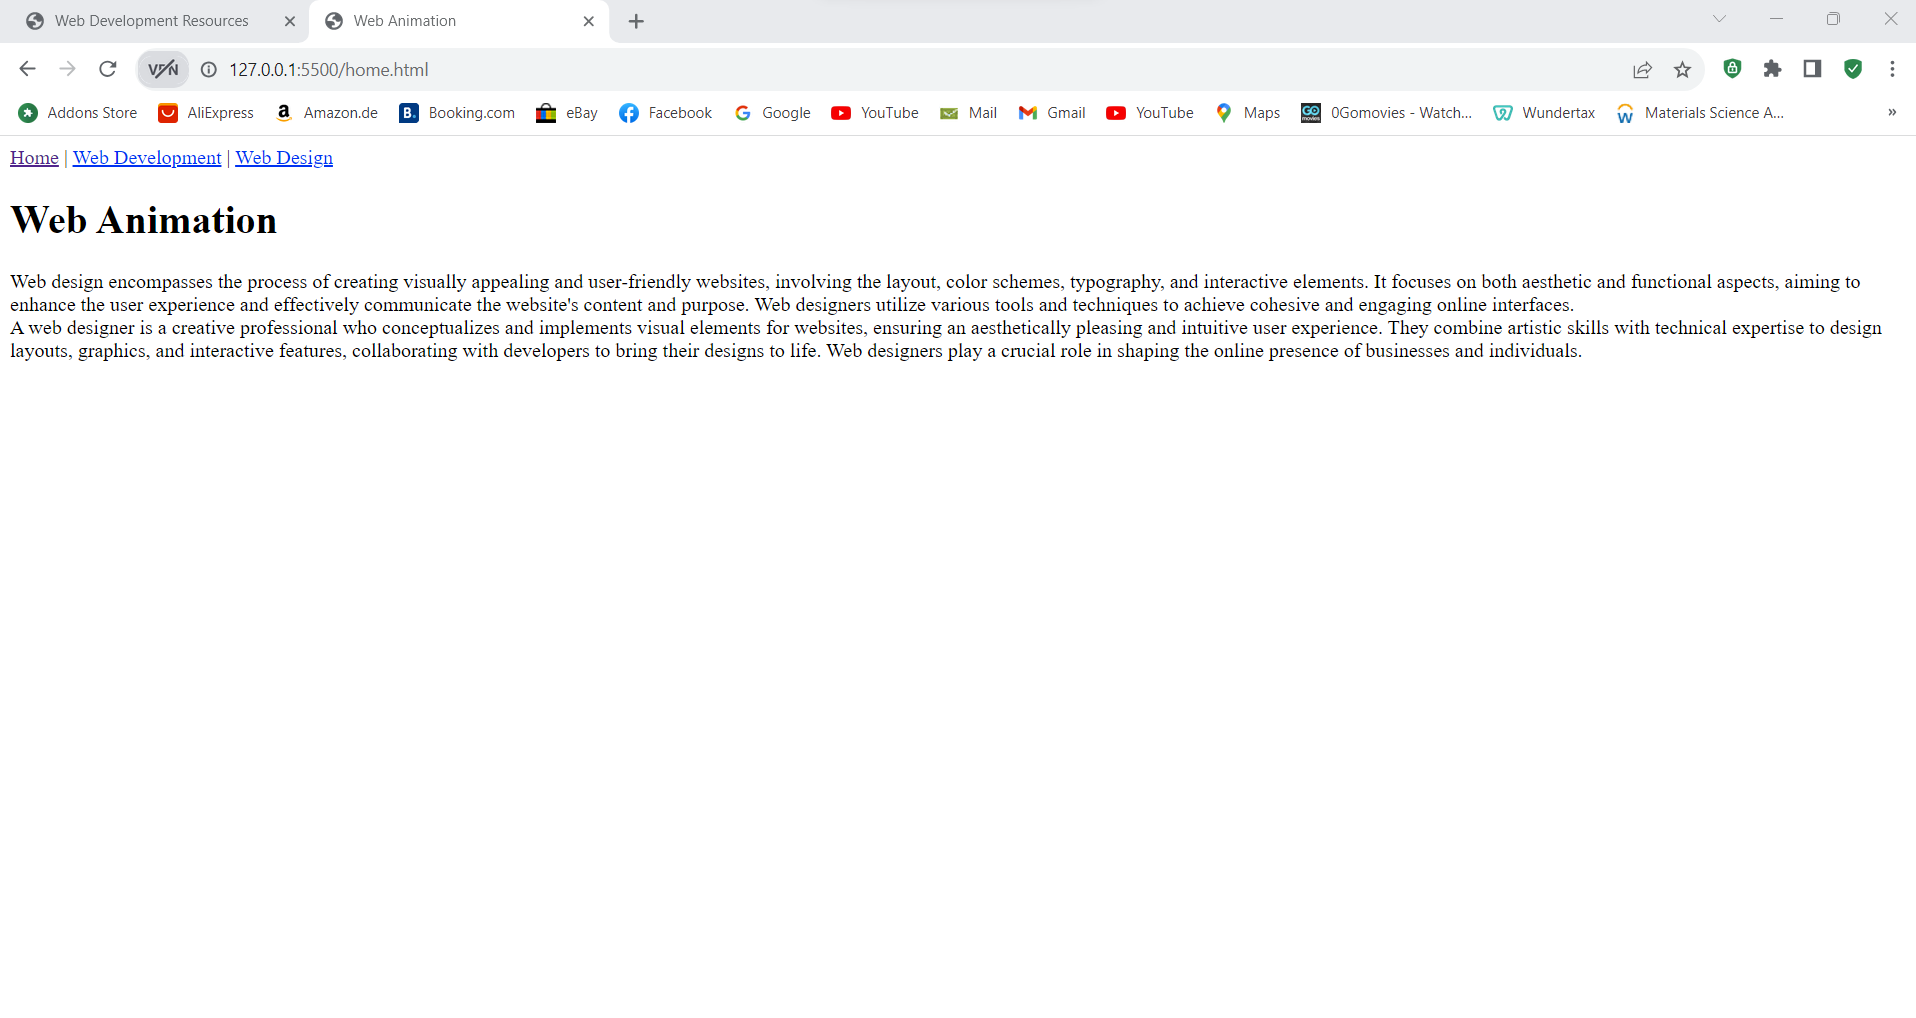 Web Development Resources
Web Animation
VPN
127.0.0.1:5500/home.html
Addons Store AliExpress Amazon.de Booking.com eBay Facebook Google YouTube Mail Gmail YouTube Maps 0Gomovies - Watch... Wundertax Materials Science A... »
Home | Web Development | Web Design
Web Animation
Web design encompasses the process of creating visually appealing and user-friendly websites, involving the layout, color schemes, typography, and interactive elements. It focuses on both aesthetic and functional aspects, aiming to
enhance the user experience and effectively communicate the website's content and purpose. Web designers utilize various tools and techniques to achieve cohesive and engaging online interfaces.
A web designer is a creative professional who conceptualizes and implements visual elements for websites, ensuring an aesthetically pleasing and intuitive user experience. They combine artistic skills with technical expertise to design
layouts, graphics, and interactive features, collaborating with developers to bring their designs to life. Web designers play a crucial role in shaping the online presence of businesses and individuals.